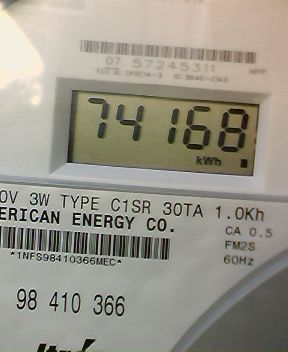 07 57245311
74168
kWh
0V 3W TYPE C1SR 30TA 1.0Kh
ERICAN ENERGY CO.
CA 0.5
FM2S
*1NFS98410366MEC*
60Hz
98 410 366